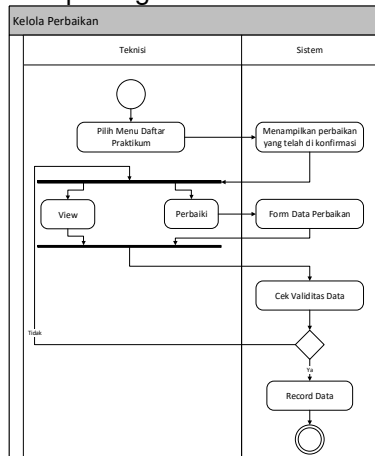 Kelola Perbaikan
Teknisi
Sistem
Pilih Menu Daftar
Praktikum
Menampilkan perbaikan
yang telah di konfirmasi
View
Perbaiki
Form Data Perbaikan
Cek Validitas Data
Tidak
Ya
Record Data